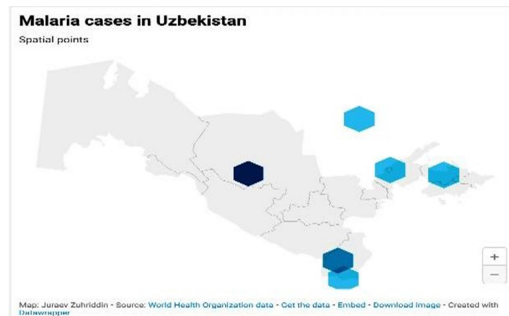 Malaria cases in Uzbekistan
Spatial points
+
−
Map: Juraev Zuhriddin • Source: World Health Organization data • Get the data • Embed • Download image • Created with
Datawrapper